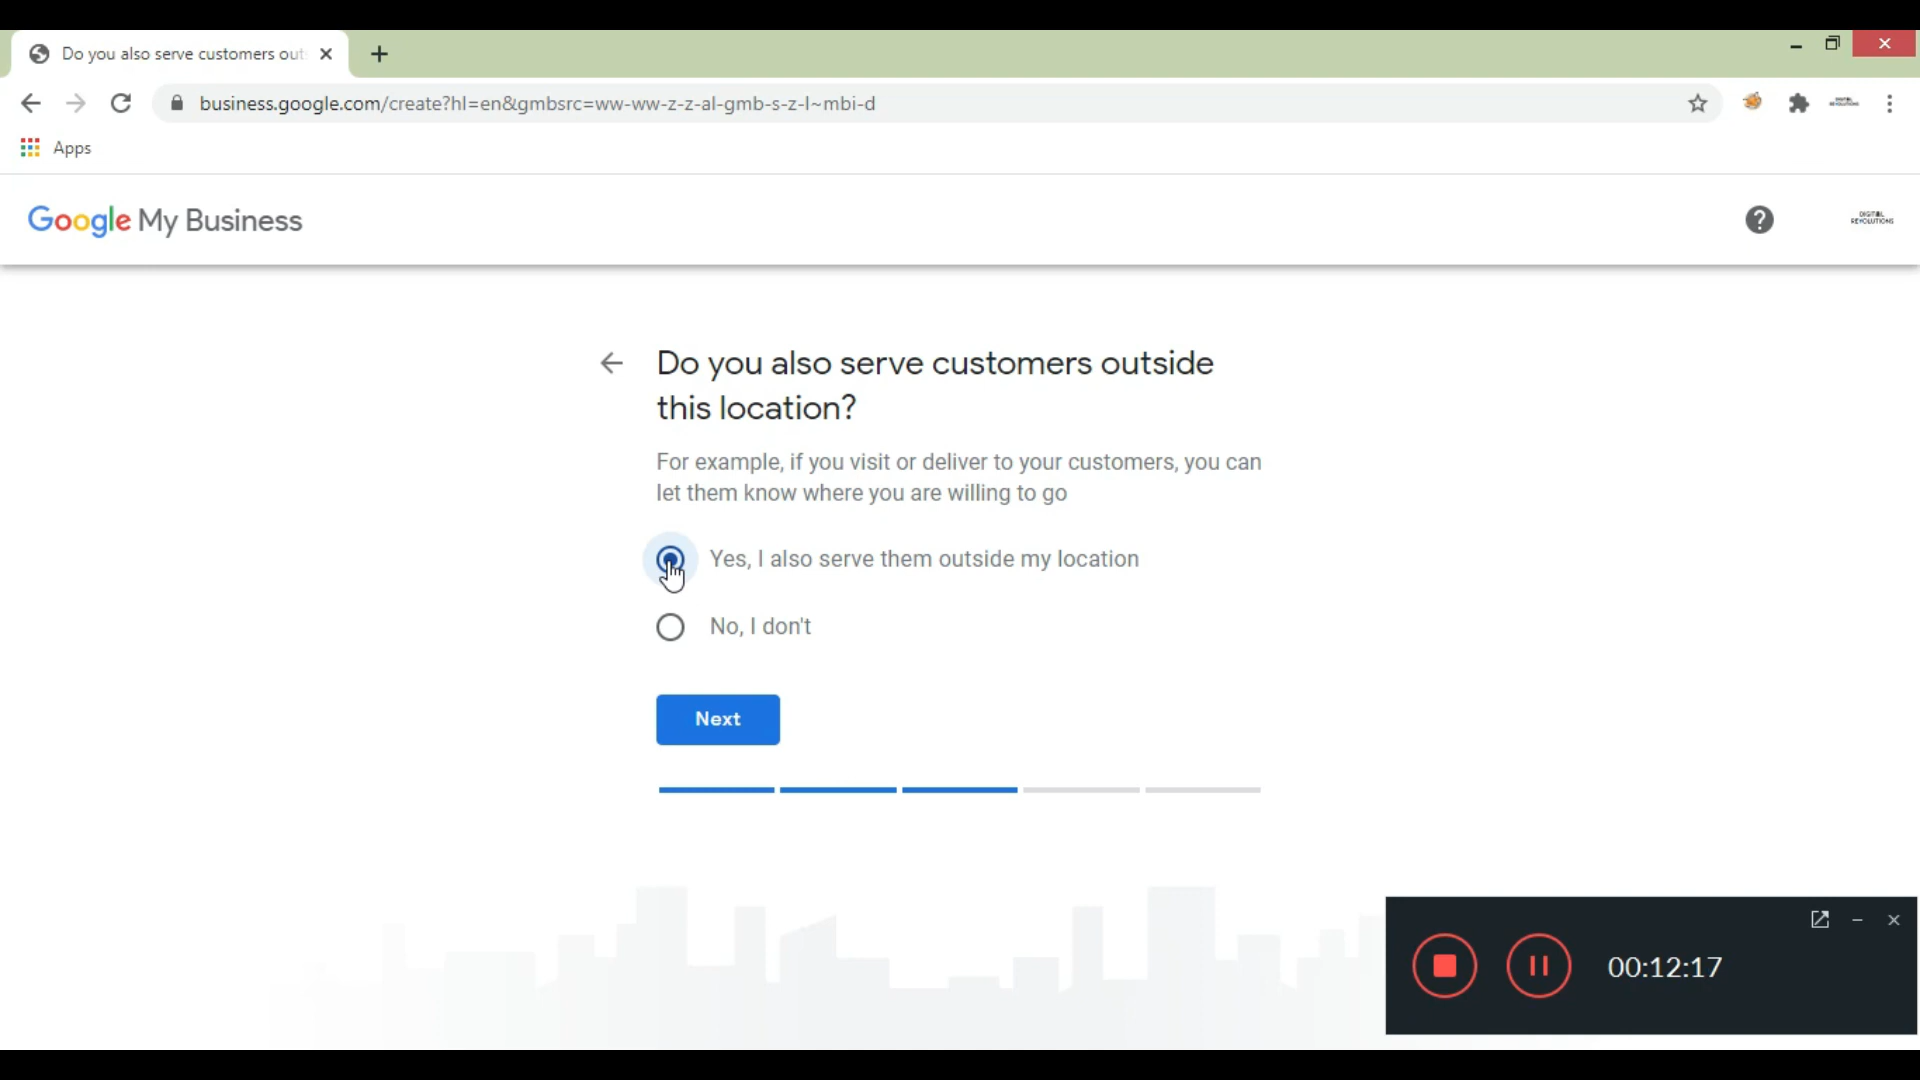 Do you also serve customers out
business.google.com/create?hl=en&gmbsrc=ww-ww-z-z-al-gmb-s-z-l~mbi-d
Apps
Google My Business
DIGITAL
REVOLUTIONS
Do you also serve customers outside
this location?
For example, if you visit or deliver to your customers, you can
let them know where you are willing to go
Yes, I also serve them outside my location
No, I don't
Next
00:12:17